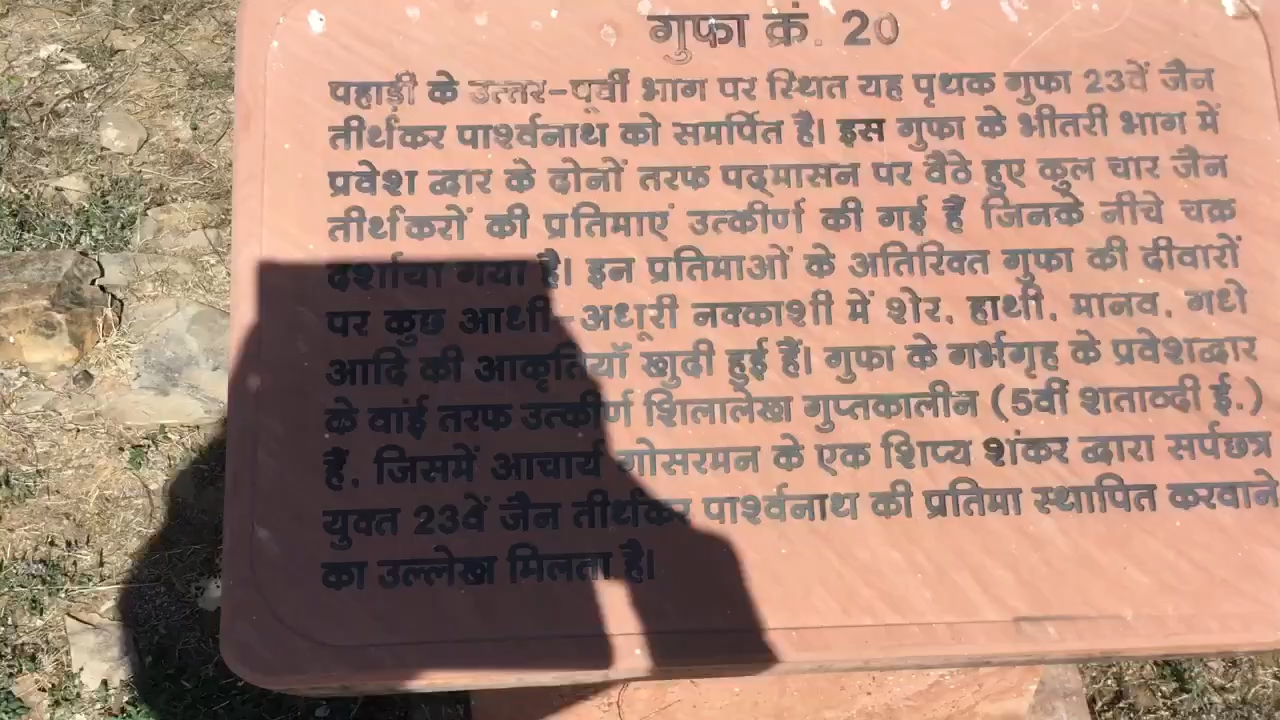 गुफा क्रं. 20
पहाड़ी के उत्तर-पूर्वी भाग पर स्थित यह पृथक गुफा 23वें जैन
तीर्थंकर पार्श्वनाथ को समर्पित है। इस गुफा के भीतरी भाग में
प्रवेश द्वार के दोनों तरफ पद्मासन पर बैठे हुए कुल चार जैन
तीर्थंकरों की प्रतिमाएं उत्कीर्ण की गई हैं जिनके नीचे चक्र
दर्शाया गया है। इन प्रतिमाओं के अतिरिक्त गुफा की दीवारों
पर कुछ आधी-अधूरी नक्काशी में शेर, हाथी, मानव, गधे
आदि की आकृतियॉ खुदी हुई हैं। गुफा के गर्भगृह के प्रवेशद्वार
के बांई तरफ उत्कीर्ण शिलालेख गुप्तकालीन (5वीं शताब्दी ई.)
हैं, जिसमें आचार्य गोसरमन के एक शिष्य शंकर द्वारा सर्पछत्र
युक्त 23वें जैन तीर्थंकर पार्श्वनाथ की प्रतिमा स्थापित करवाने
का उल्लेख मिलता है।